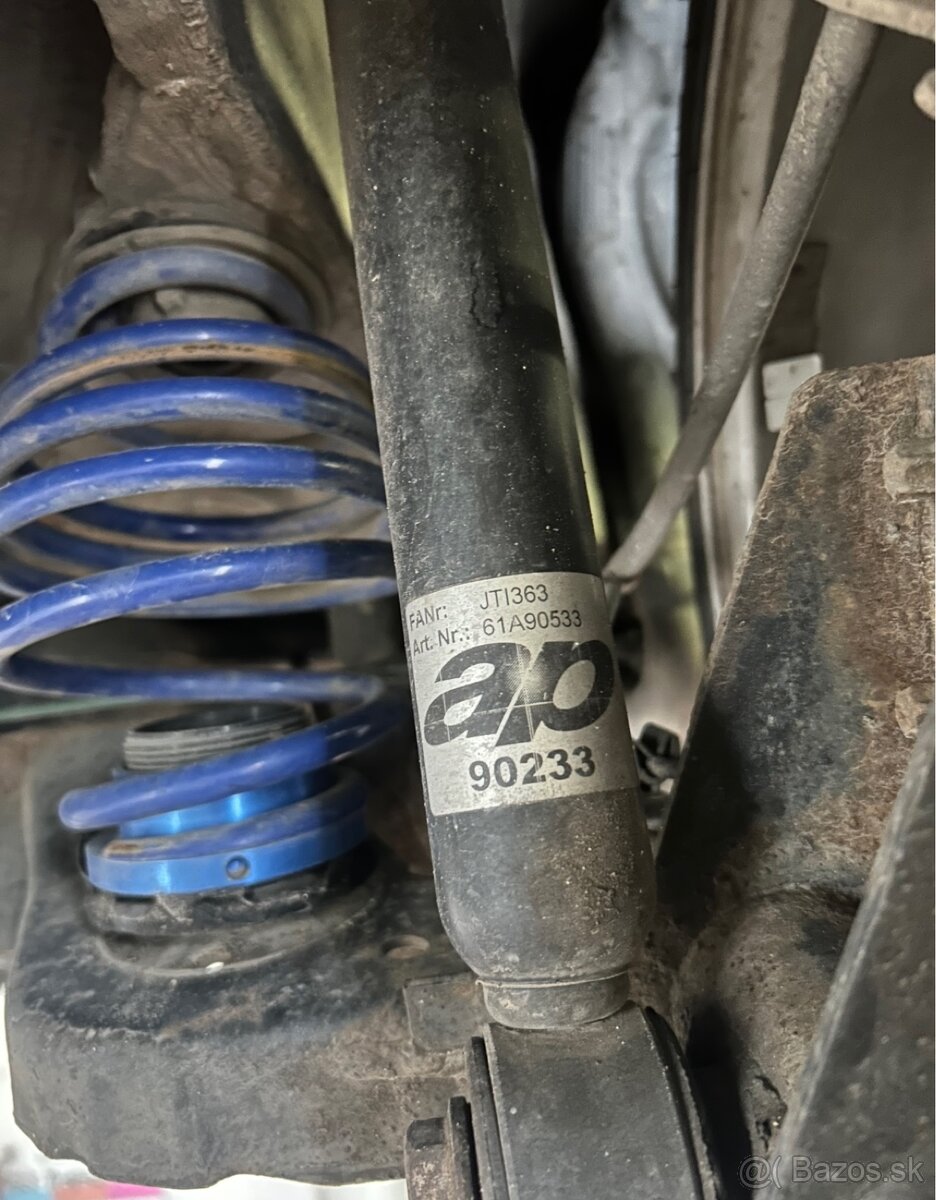 FANr: JTI363
Art. Nr.: 61A90533
ap
90233
Bazos.sk